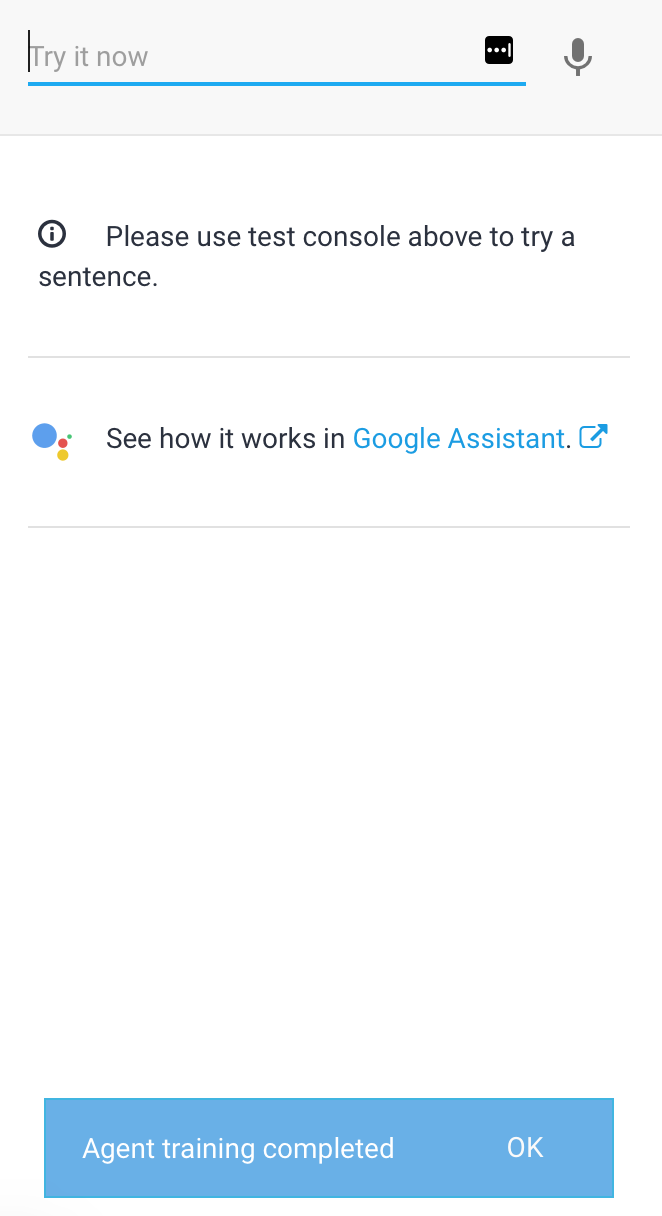 Try it now
Please use test console above to try a
sentence.
See how it works in Google Assistant.
Agent training completed OK